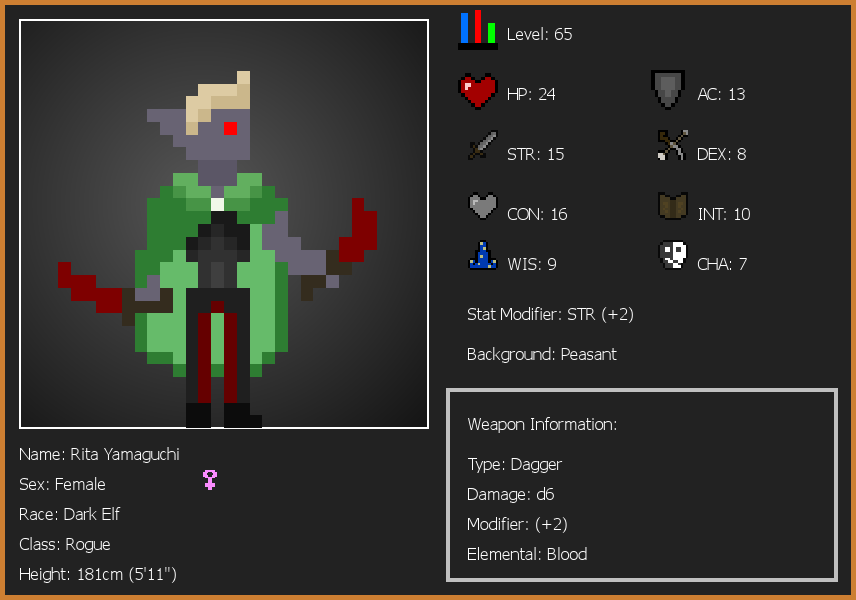 Level: 65
HP: 24
AC: 13
STR: 15
DEX: 8
CON: 16
INT: 10
WIS: 9
CHA: 7
Stat Modifier: STR (+2)
Background: Peasant
Weapon Information:
Type: Dagger
Damage: d6
Modifier: (+2)
Elemental: Blood
Name: Rita Yamaguchi
Sex: Female
Race: Dark Elf
Class: Rogue
Height: 181cm (5'11")